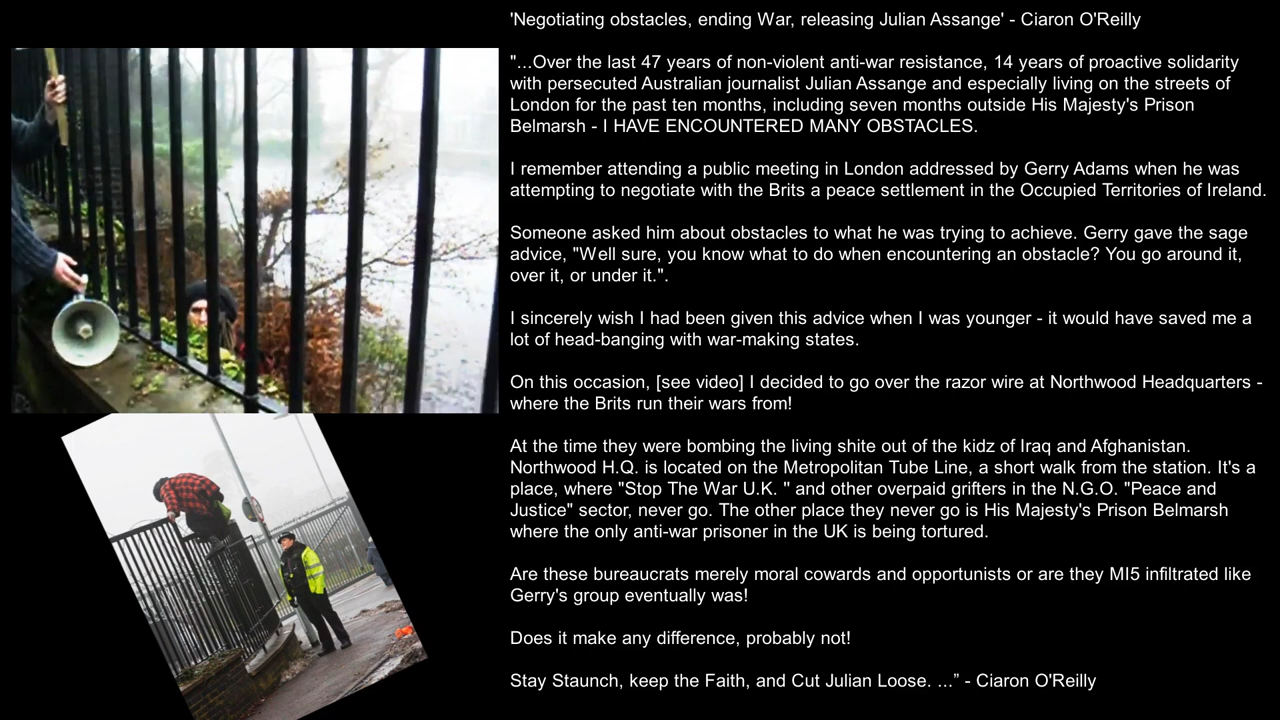 'Negotiating obstacles, ending War, releasing Julian Assange' - Ciaron O'Reilly
"...Over the last 47 years of non-violent anti-war resistance, 14 years of proactive solidarity
with persecuted Australian journalist Julian Assange and especially living on the streets of
London for the past ten months, including seven months outside His Majesty's Prison
Belmarsh - I HAVE ENCOUNTERED MANY OBSTACLES.
I remember attending a public meeting in London addressed by Gerry Adams when he was
attempting to negotiate with the Brits a peace settlement in the Occupied Territories of Ireland.
Someone asked him about obstacles to what he was trying to achieve. Gerry gave the sage
advice, "Well sure, you know what to do when encountering an obstacle? You go around it,
over it, or under it.".
I sincerely wish I had been given this advice when I was younger - it would have saved me a
lot of head-banging with war-making states.
On this occasion, [see video] I decided to go over the razor wire at Northwood Headquarters -
where the Brits run their wars from!
At the time they were bombing the living shite out of the kidz of Iraq and Afghanistan.
Northwood H.Q. is located on the Metropolitan Tube Line, a short walk from the station. It's a
place, where "Stop The War U.K. " and other overpaid grifters in the N.G.O. "Peace and
Justice" sector, never go. The other place they never go is His Majesty's Prison Belmarsh
where the only anti-war prisoner in the UK is being tortured.
Are these bureaucrats merely moral cowards and opportunists or are they MI5 infiltrated like
Gerry's group eventually was!
Does it make any difference, probably not!
Stay Staunch, keep the Faith, and Cut Julian Loose. ...” - Ciaron O'Reilly